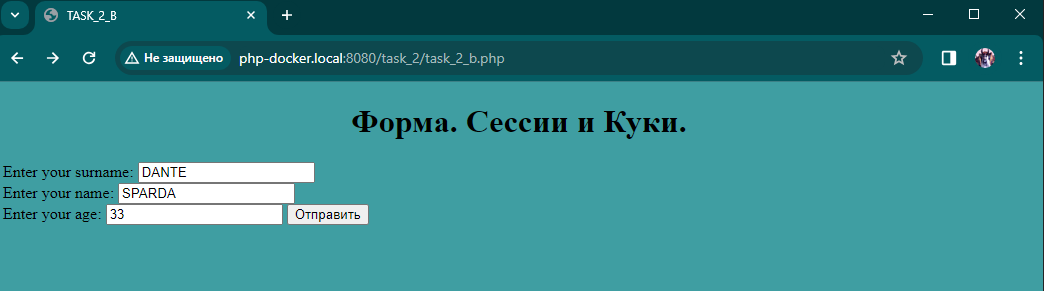 TASK_2_B
Не защищено php-docker.local:8080/task_2/task_2_b.php
Форма. Сессии и Куки.
Enter your surname: DANTE
Enter your name: SPARDA
Enter your age: 33 Отправить